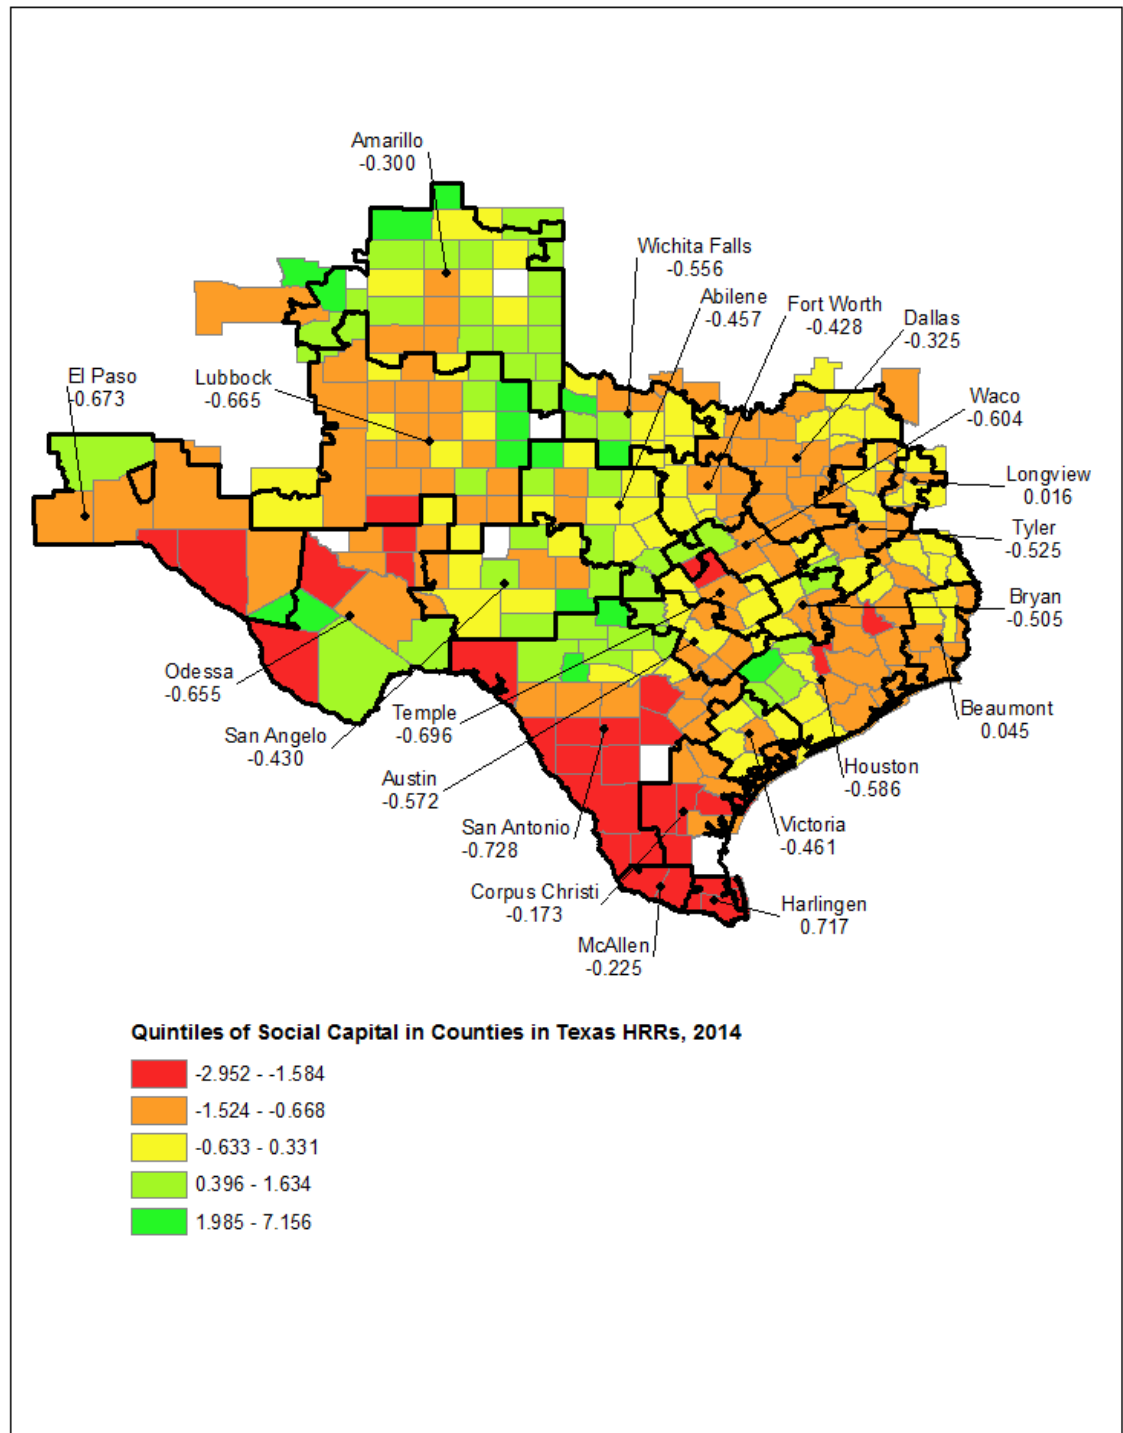 Amarillo
-0.300
Wichita Falls
-0.556
Abilene
-0.457
Fort Worth
-0.428
Dallas
-0.325
El Paso
-0.673
Lubbock
-0.665
Waco
-0.604
Longview
0.016
Tyler
-0.525
Bryan
-0.505
Odessa
-0.655
San Angelo
-0.430
Temple
-0.696
Beaumont
0.045
Austin
-0.572
Houston
-0.586
San Antonio
-0.728
Victoria
-0.461
Corpus Christi
-0.173
Harlingen
0.717
McAllen
-0.225
Quintiles of Social Capital in Counties in Texas HRRs, 2014
-2.952 - -1.584
-1.524 - -0.668
-0.633 - 0.331
0.396 - 1.634
1.985 - 7.156